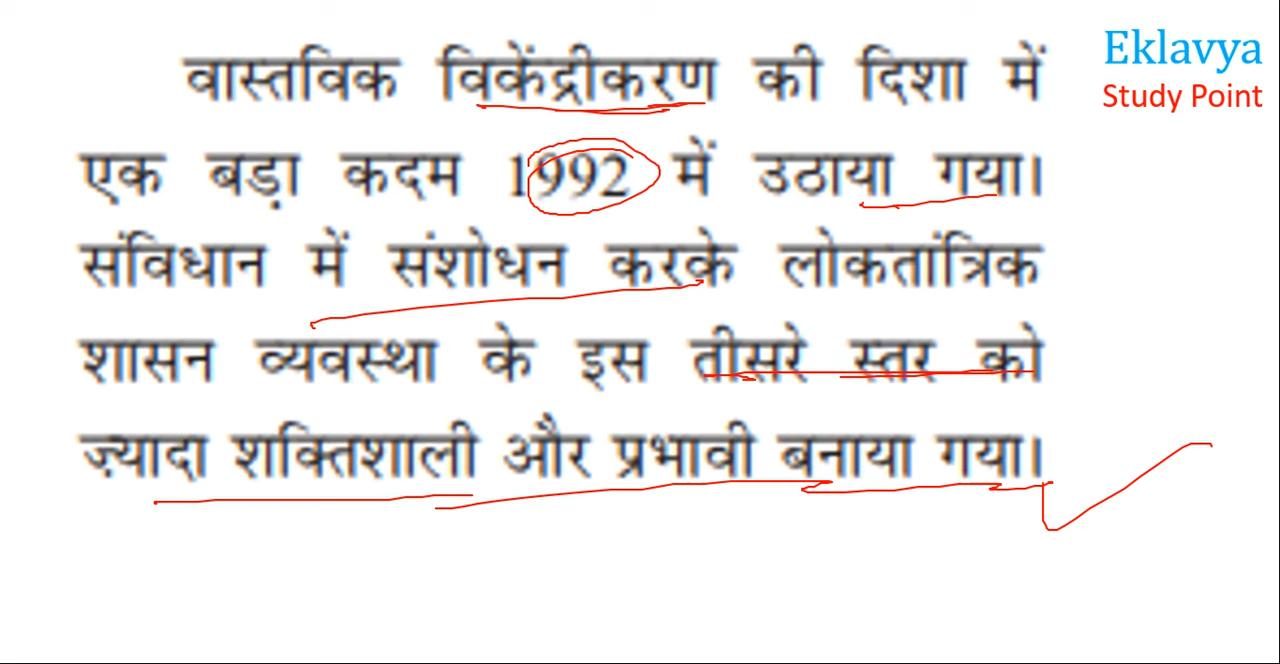 Eklavya
Study Point
वास्तविक विकेंद्रीकरण की दिशा में
एक बड़ा कदम 1992 में उठाया गया।
संविधान में संशोधन करके लोकतांत्रिक
शासन व्यवस्था के इस तीसरे स्तर को
ज़्यादा शक्तिशाली और प्रभावी बनाया गया।